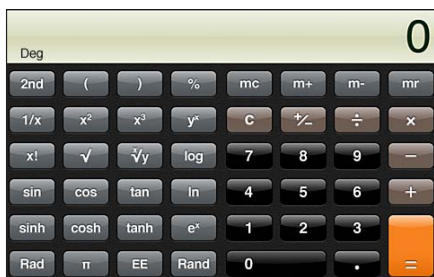 0
Deg
2nd ( ) % mc m+ m- mr
1/x x² x³ yˣ C +/− ÷ ×
x! √ ˣ√y log 7 8 9 −
sin cos tan ln 4 5 6 +
sinh cosh tanh eˣ 1 2 3
Rad π EE Rand 0 . =